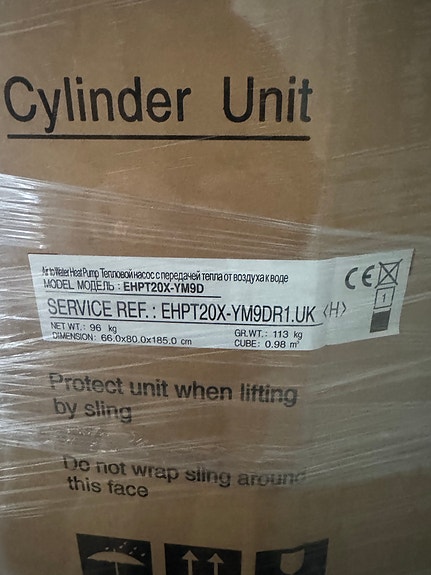 Cylinder Unit
Air to Water Heat Pump Тепловой насос с передачей тепла от воздуха к воде
MODEL МОДЕЛЬ : EHPT20X-YM9D
SERVICE REF. : EHPT20X-YM9DR1.UK <H>
NET WT. : 96 kg GR.WT. : 113 kg
DIMENSION: 66.0x80.0x185.0 cm CUBE: 0.98 m³
CE
1
Protect unit when lifting
by sling
Do not wrap sling around
this face